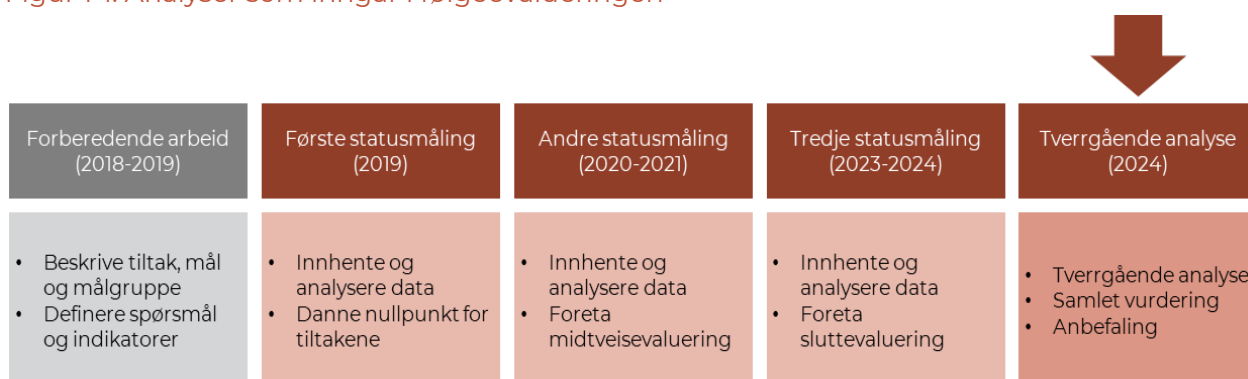 Forberedende arbeid
(2018-2019)
Første statusmåling
(2019)
Andre statusmåling
(2020-2021)
Tredje statusmåling
(2023-2024)
Tverrgående analyse
(2024)
• Beskrive tiltak, mål
og målgruppe
• Definere spørsmål
og indikatorer
• Innhente og
analysere data
• Danne nullpunkt for
tiltakene
• Innhente og
analysere data
• Foreta
midtveisevaluering
• Innhente og
analysere data
• Foreta
sluttevaluering
• Tverrgående analyse
• Samlet vurdering
• Anbefaling